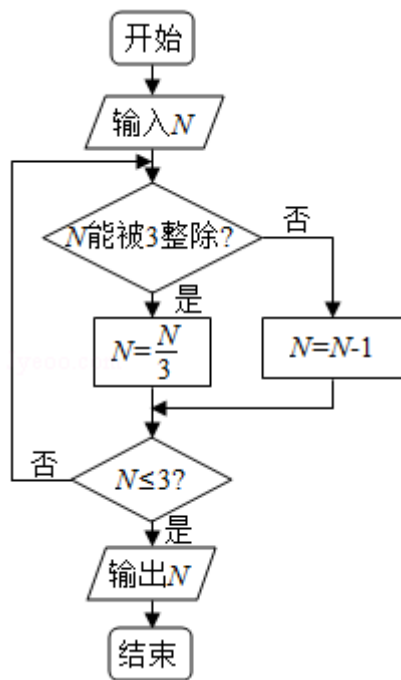 开始
输入N
N能被3整除?
否
是
N=N/3
N=N-1
否
N≤3?
是
输出N
结束